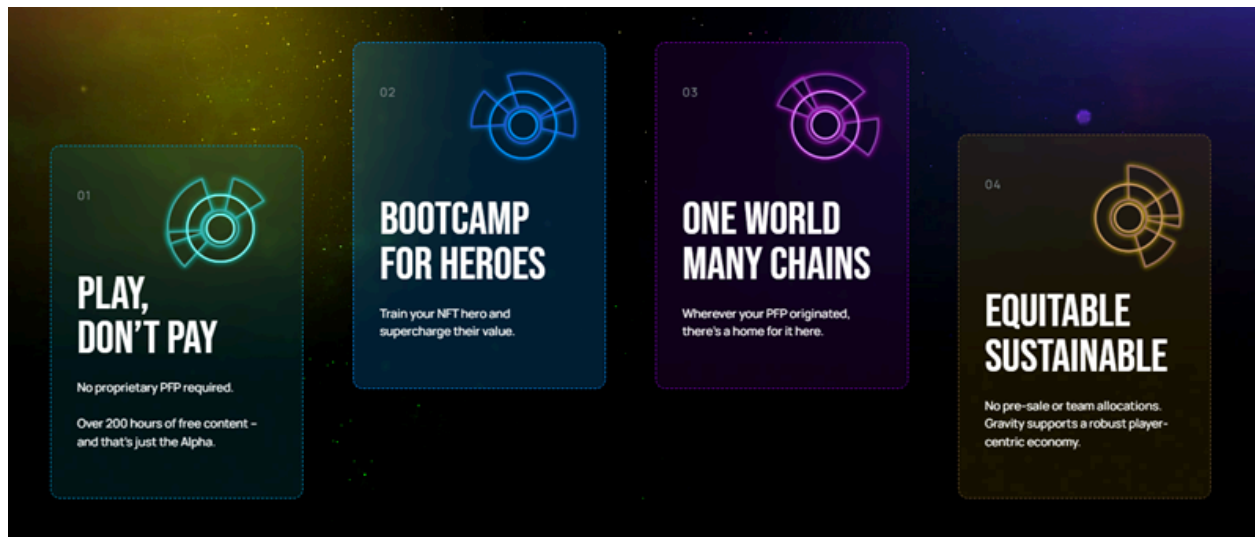 01
PLAY,
DON'T PAY
No proprietary PFP required.
Over 200 hours of free content –
and that's just the Alpha.
02
BOOTCAMP
FOR HEROES
Train your NFT hero and
supercharge their value.
03
ONE WORLD
MANY CHAINS
Wherever your PFP originated,
there's a home for it here.
04
EQUITABLE
SUSTAINABLE
No pre-sale or team allocations.
Gravity supports a robust player-
centric economy.